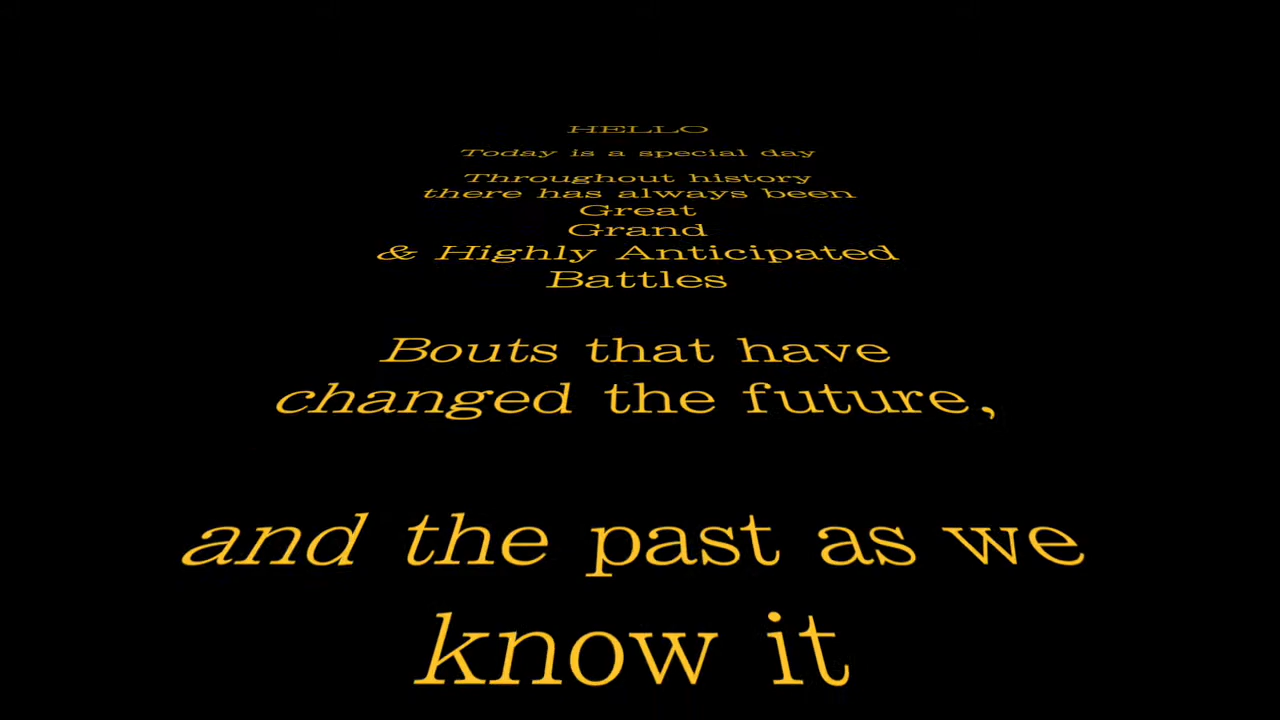 HELLO
Today is a special day
Throughout history
there has always been
Great
Grand
& Highly Anticipated
Battles
Bouts that have
changed the future,
and the past as we
know it